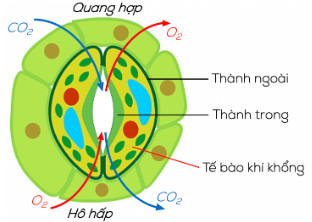 Quang hợp
CO₂
O₂
Thành ngoài
Thành trong
Tế bào khí khổng
O₂
CO₂
Hô hấp